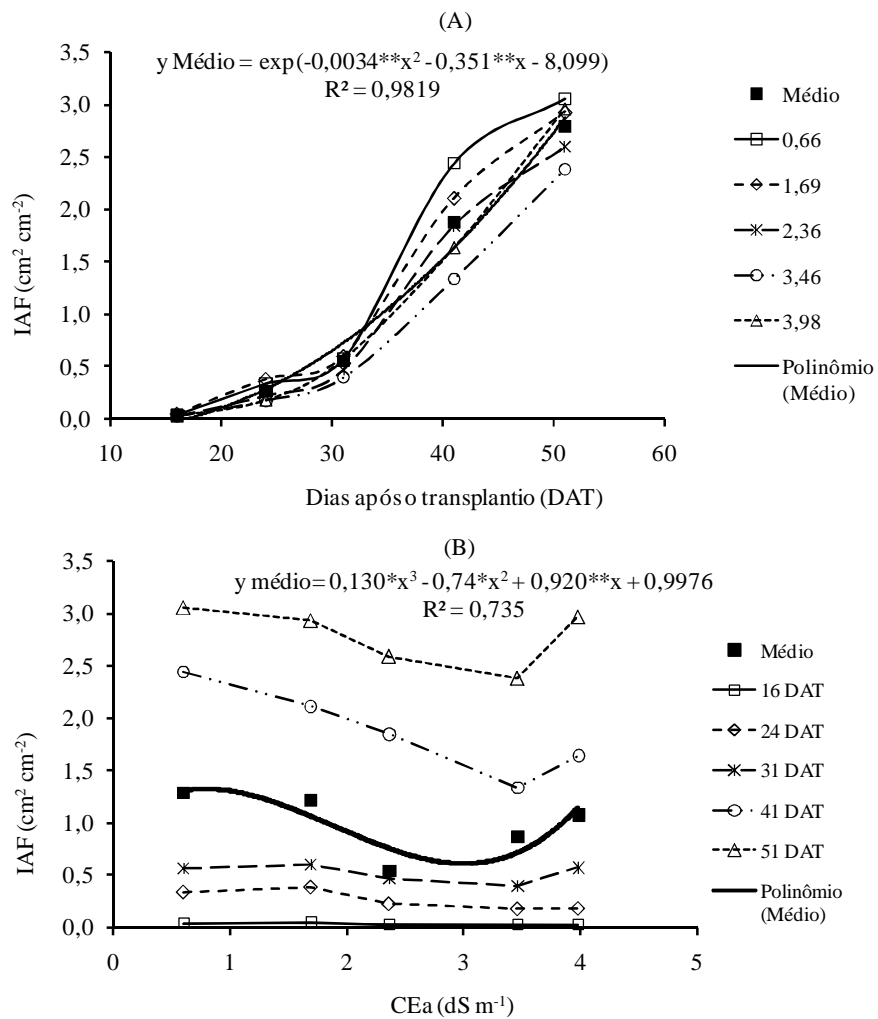 (A)
y Médio = exp(-0,0034**x² - 0,351**x - 8,099)
R² = 0,9819
3,5
3,0
2,5
2,0
1,5
1,0
0,5
0,0
IAF (cm² cm⁻²)
10 20 30 40 50 60
Dias após o transplantio (DAT)
Médio
0,66
1,69
2,36
3,46
3,98
Polinômio
(Médio)
(B)
y médio= 0,130*x³ - 0,74*x² + 0,920**x + 0,9976
R² = 0,735
3,5
3,0
2,5
2,0
1,5
1,0
0,5
0,0
IAF (cm² cm⁻²)
0 1 2 3 4 5
CEa (dS m⁻¹)
Médio
16 DAT
24 DAT
31 DAT
41 DAT
51 DAT
Polinômio
(Médio)